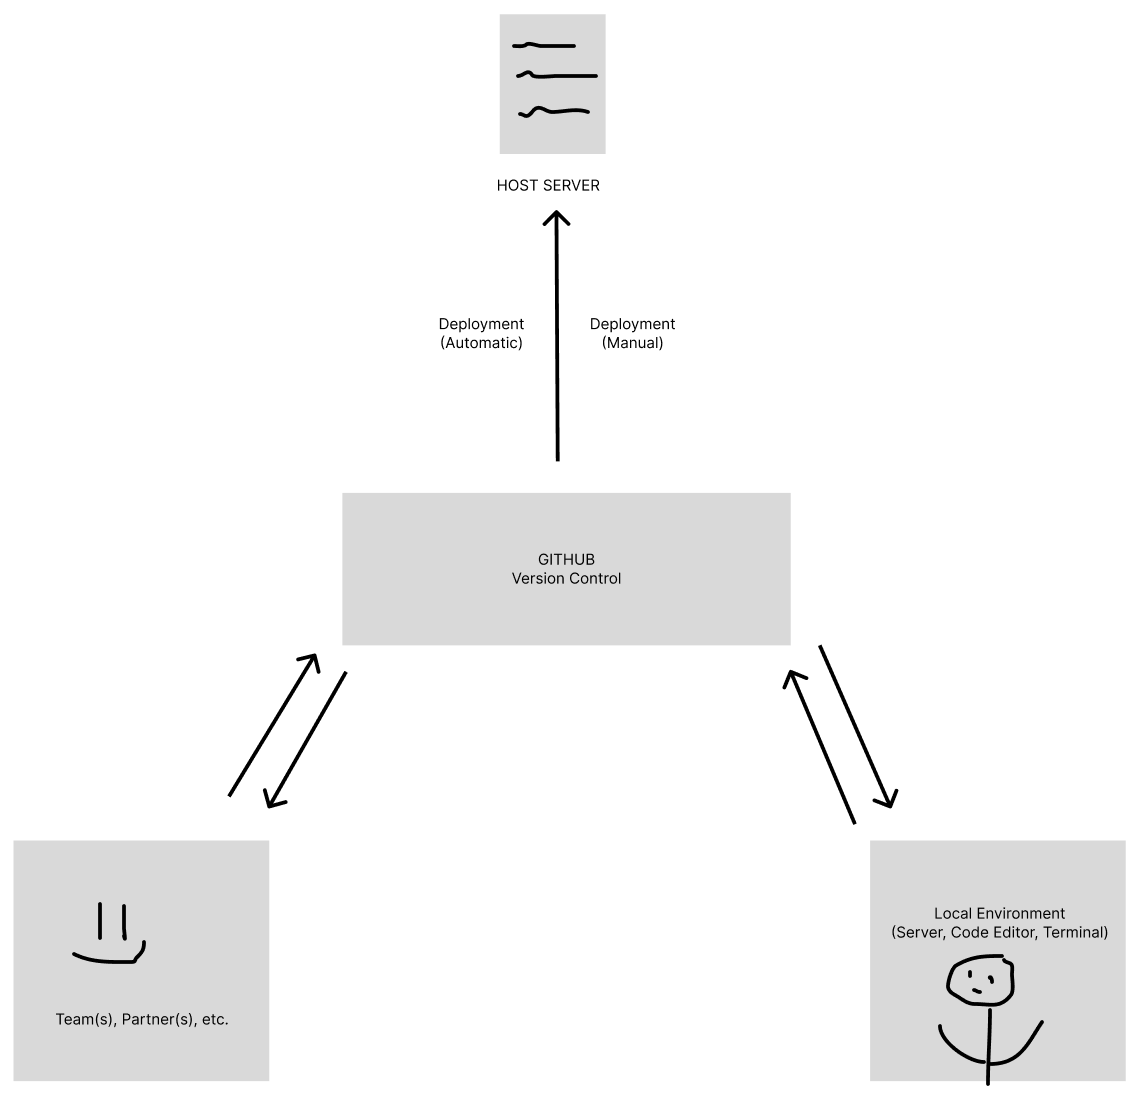 HOST SERVER
Deployment
(Automatic)
Deployment
(Manual)
GITHUB
Version Control
Team(s), Partner(s), etc.
Local Environment
(Server, Code Editor, Terminal)